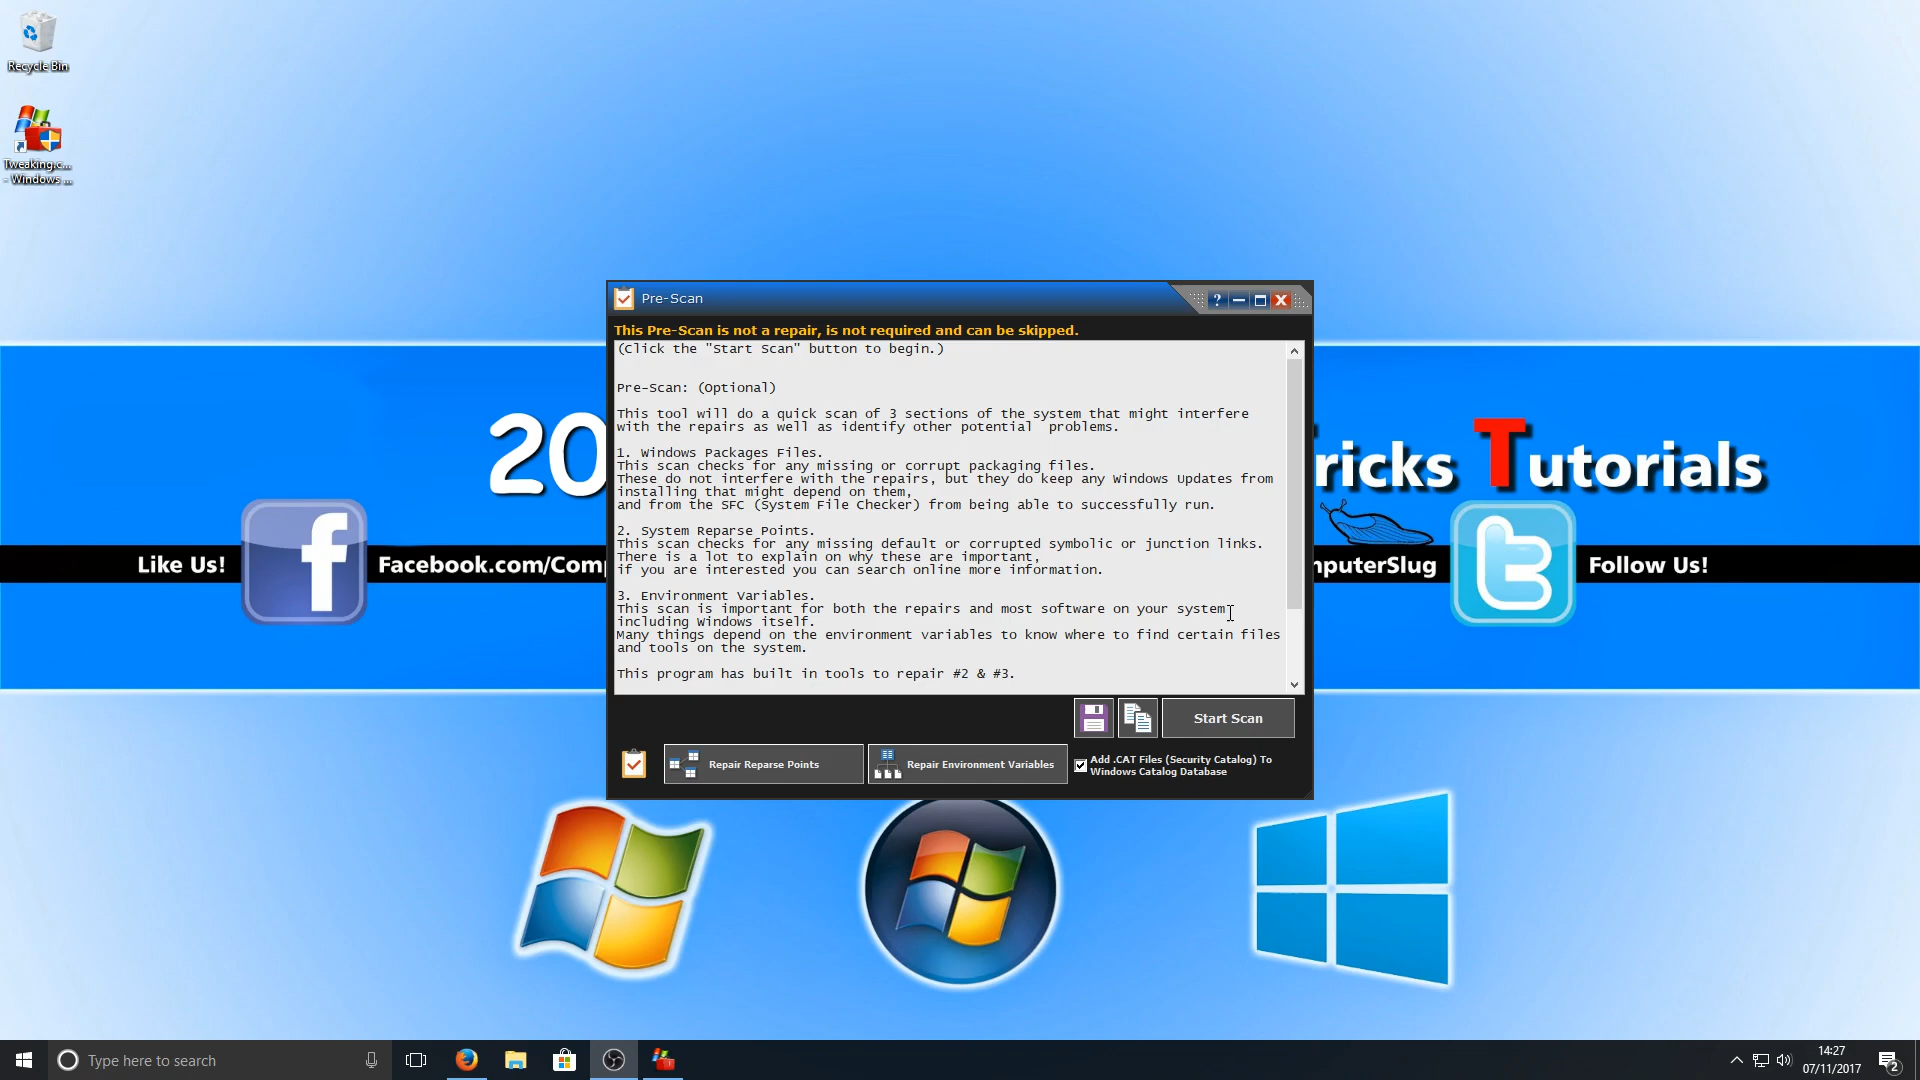 Recycle Bin
Tweaking.c...
- Windows ...
Pre-Scan
?
This Pre-Scan is not a repair, is not required and can be skipped.
(Click the "Start Scan" button to begin.)
Pre-Scan: (Optional)
This tool will do a quick scan of 3 sections of the system that might interfere
with the repairs as well as identify other potential  problems.
1. Windows Packages Files.
This scan checks for any missing or corrupt packaging files.
These do not interfere with the repairs, but they do keep any Windows Updates from
installing that might depend on them,
and from the SFC (System File Checker) from being able to successfully run.
2. System Reparse Points.
This scan checks for any missing default or corrupted symbolic or junction links.
There is a lot to explain on why these are important,
if you are interested you can search online more information.
3. Environment Variables.
This scan is important for both the repairs and most software on your system
including Windows itself.
Many things depend on the environment variables to know where to find certain files
and tools on the system.
This program has built in tools to repair #2 & #3.
Start Scan
Repair Reparse Points
Repair Environment Variables
Add .CAT Files (Security Catalog) To
Windows Catalog Database
20
ricks Tutorials
Like Us!
f
Facebook.com/Com
mputerSlug
t
Follow Us!
Type here to search
14:27
07/11/2017
2